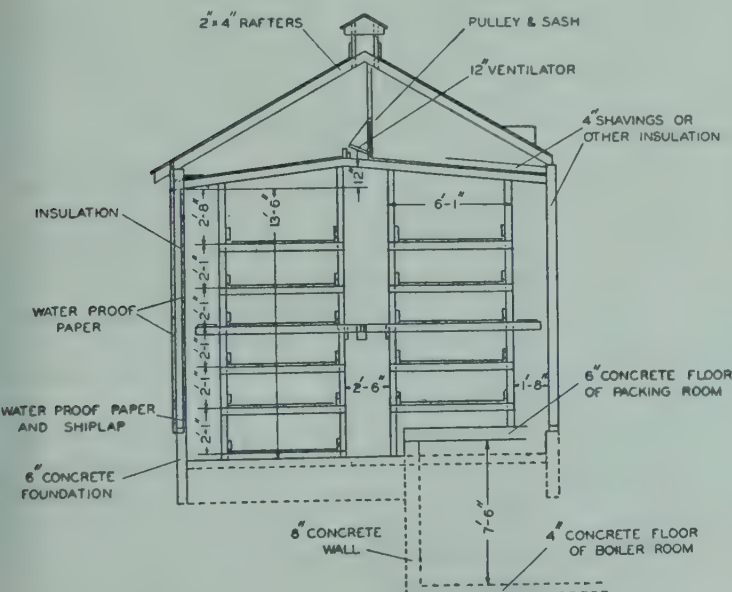 2"×4" RAFTERS
PULLEY & SASH
12" VENTILATOR
4" SHAVINGS OR
OTHER INSULATION
12"
6'-1"
INSULATION
2'-8"
13'-6"
2'-1"
2'-1"
WATER PROOF
PAPER
2'-1"
2'-1"
2'-6"
1'-8"
6" CONCRETE FLOOR
OF PACKING ROOM
WATER PROOF PAPER
AND SHIPLAP
2'-1"
6" CONCRETE
FOUNDATION
8" CONCRETE
WALL
7'-6"
4" CONCRETE FLOOR
OF BOILER ROOM